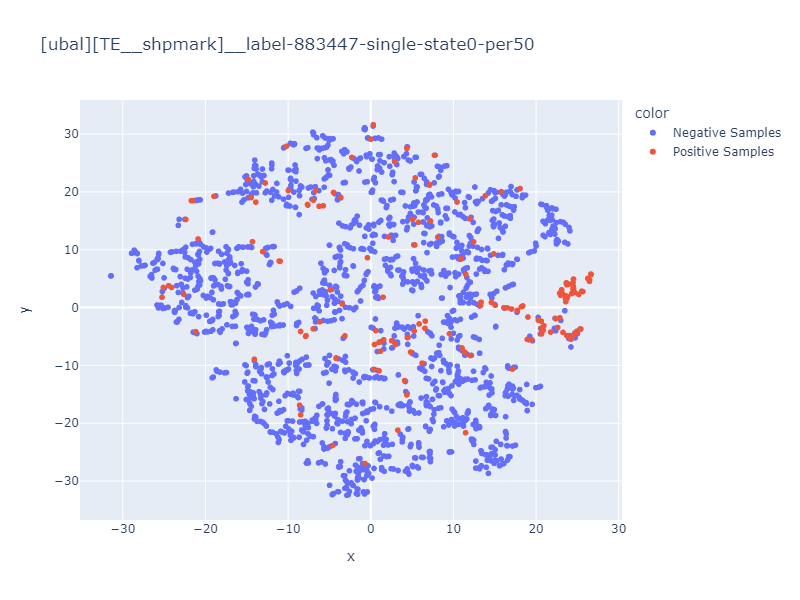 [ubal][TE__shpmark]__label-883447-single-state0-per50
color
Negative Samples
Positive Samples
30
20
10
0
−10
−20
−30
y
−30
−20
−10
0
10
20
30
x